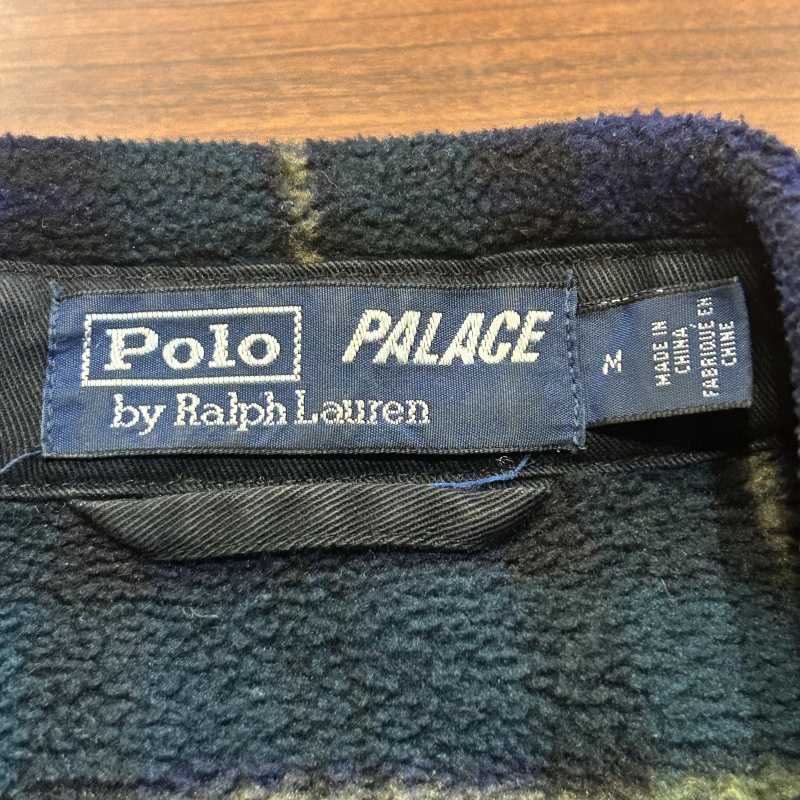 Polo PALACE
by Ralph Lauren
M
MADE IN
CHINA
FABRIQUÉ EN
CHINE